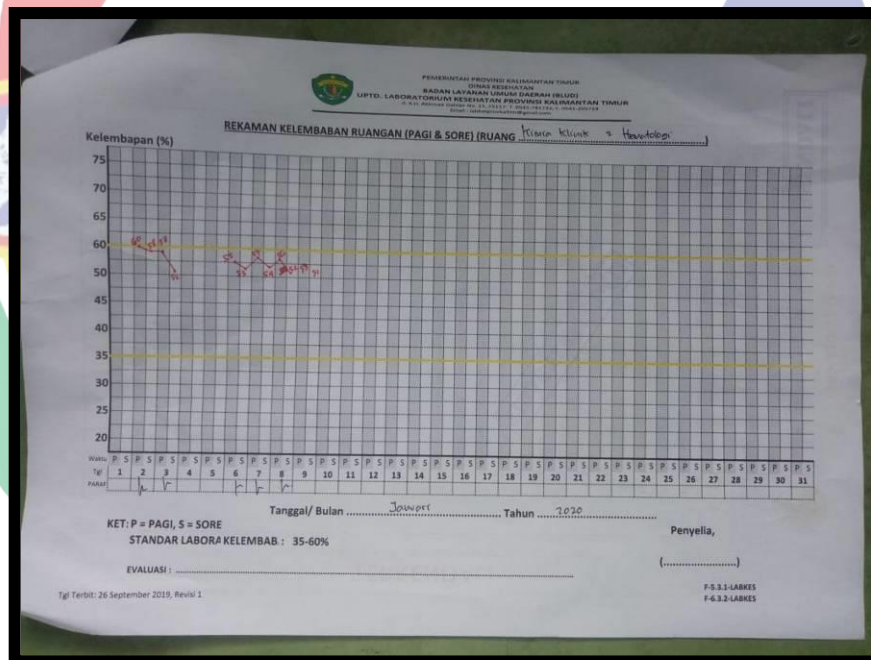 PEMERINTAH PROVINSI KALIMANTAN TIMUR
DINAS KESEHATAN
BADAN LAYANAN UMUM DAERAH (BLUD)
UPTD. LABORATORIUM KESEHATAN PROVINSI KALIMANTAN TIMUR
REKAMAN KELEMBABAN RUANGAN (PAGI & SORE) (RUANG Kimia Klinik Hematologi)
Kelembapan (%)
75
70
65
60
55
50
45
40
35
30
25
20
Waktu P S P S P S P S P S P S P S P S P S P S P S P S P S P S P S P S P S P S P S P S P S P S P S P S P S P S P S P S P S P S P S
Tgl 1 2 3 4 5 6 7 8 9 10 11 12 13 14 15 16 17 18 19 20 21 22 23 24 25 26 27 28 29 30 31
PARAF
Tanggal/ Bulan Januari Tahun 2020
KET: P = PAGI, S = SORE
STANDAR LABORA KELEMBAB : 35-60%
Penyelia,
(....................)
EVALUASI :
Tgl Terbit: 26 September 2019, Revisi 1
F-5.3.1-LABKES
F-6.3.2-LABKES